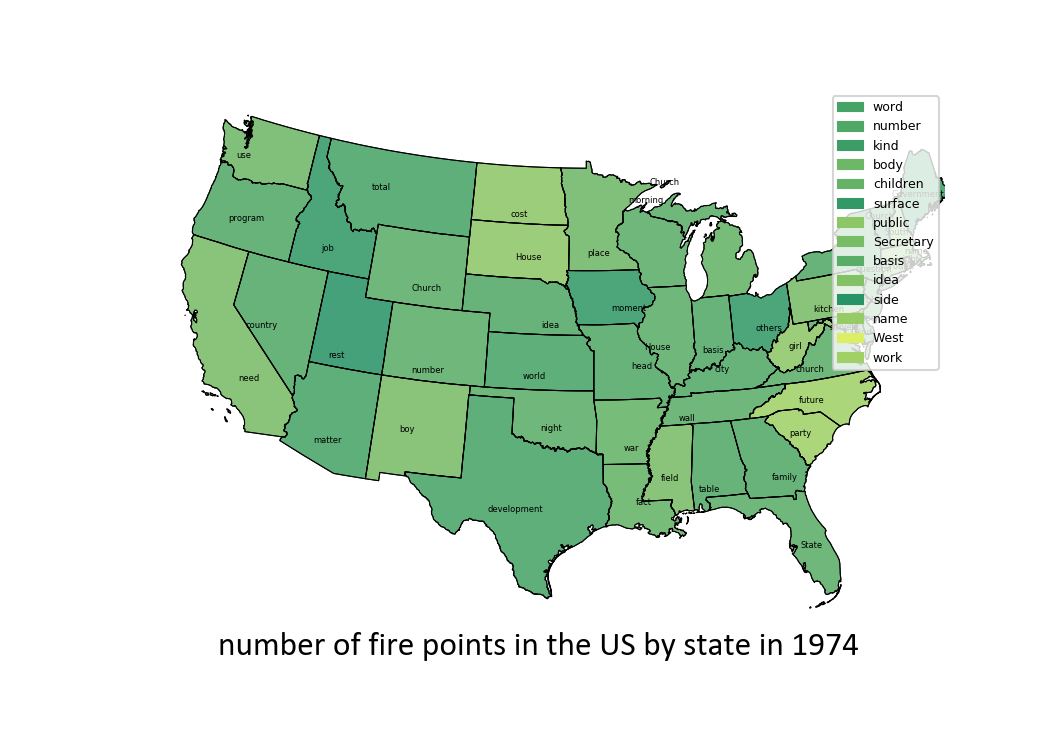 word
number
kind
body
children
surface
public
Secretary
basis
idea
side
name
West
work
use
total
Church
morning
cost
program
job
House
place
Government
Church
country
idea
moment
kitchen
rest
need
number
world
House
head
basis
others
girl
city
church
matter
boy
night
war
wall
future
party
field
table
family
development
fact
State
number of fire points in the US by state in 1974